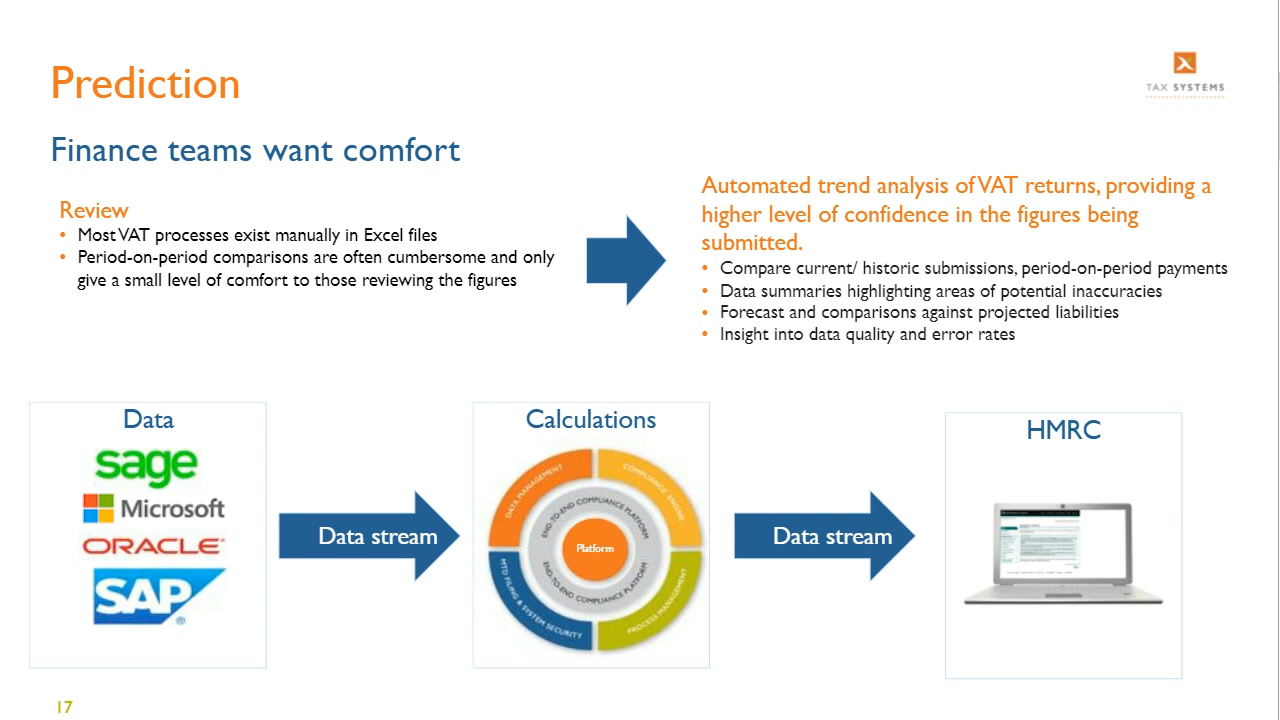 Prediction
TAX SYSTEMS
Finance teams want comfort
Review
• Most VAT processes exist manually in Excel files
• Period-on-period comparisons are often cumbersome and only
give a small level of comfort to those reviewing the figures
Automated trend analysis of VAT returns, providing a
higher level of confidence in the figures being
submitted.
• Compare current/ historic submissions, period-on-period payments
• Data summaries highlighting areas of potential inaccuracies
• Forecast and comparisons against projected liabilities
• Insight into data quality and error rates
Data
sage
Microsoft
ORACLE
SAP
Data stream
Calculations
DATA MANAGEMENT
COMPLIANCE ENGINE
END-TO-END COMPLIANCE PLATFORM
Platform
END-TO-END COMPLIANCE PLATFORM
MTD FILING & SYSTEM SECURITY
PROCESS MANAGEMENT
Data stream
HMRC
17